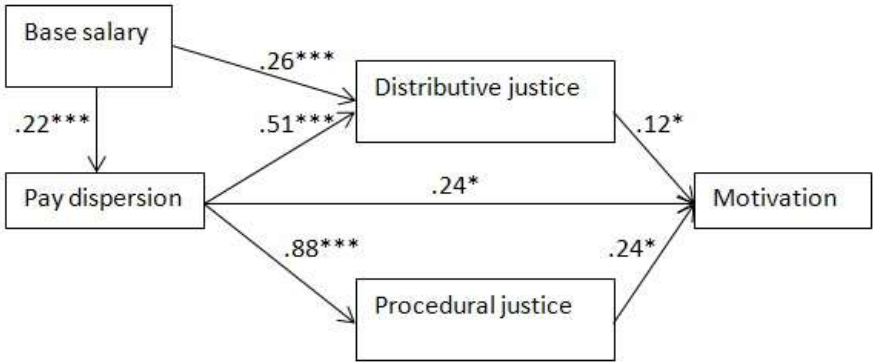 Base salary
.26***
Distributive justice
.22***
.51***
.12*
Pay dispersion
.24*
Motivation
.88***
.24*
Procedural justice